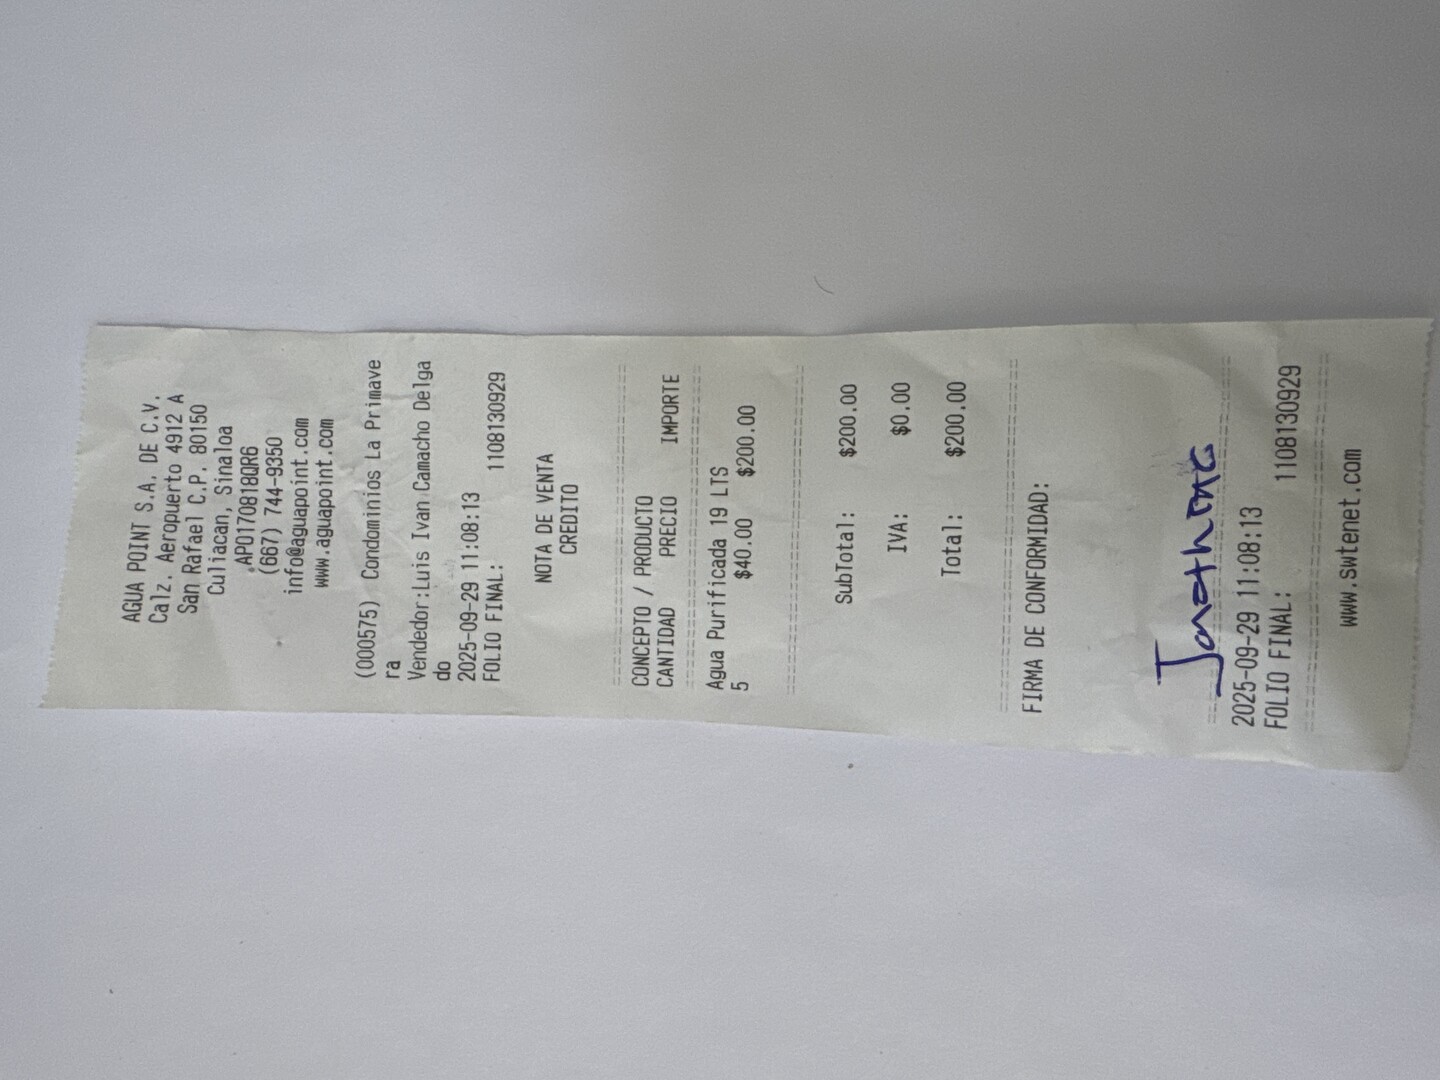 AGUA POINT S.A. DE C.V.
Calz. Aeropuerto 4912 A
San Rafael C.P. 80150
Culiacan, Sinaloa
APO170818QR6
(667) 744-9350
info@aguapoint.com
www.aguapoint.com
(000575) Condominios La Primave
ra
Vendedor:Luis Ivan Camacho Delga
do
2025-09-29 11:08:13
FOLIO FINAL: 1108130929
NOTA DE VENTA
CREDITO
CONCEPTO / PRODUCTO
CANTIDAD PRECIO IMPORTE
Agua Purificada 19 LTS
5 $40.00 $200.00
SubTotal: $200.00
IVA: $0.00
Total: $200.00
FIRMA DE CONFORMIDAD:
2025-09-29 11:08:13
FOLIO FINAL: 1108130929
www.swtenet.com